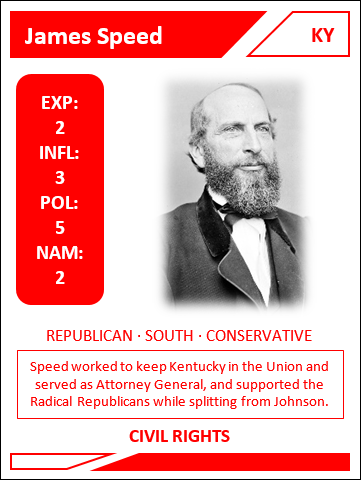 James Speed
KY
EXP:
2
INFL:
3
POL:
5
NAM:
2
REPUBLICAN · SOUTH · CONSERVATIVE
Speed worked to keep Kentucky in the Union and
served as Attorney General, and supported the
Radical Republicans while splitting from Johnson.
CIVIL RIGHTS